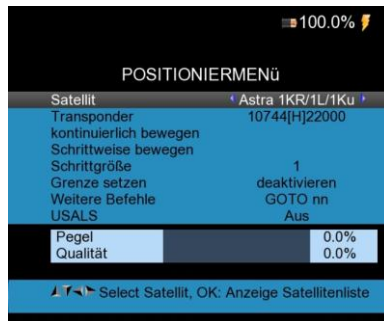 100.0%
POSITIONIERMENü
Satellit Astra 1KR/1L/1Ku
Transponder 10744[H]22000
kontinuierlich bewegen
Schrittweise bewegen
Schrittgröße 1
Grenze setzen deaktivieren
Weitere Befehle GOTO nn
USALS Aus
Pegel 0.0%
Qualität 0.0%
Select Satellit, OK: Anzeige Satellitenliste